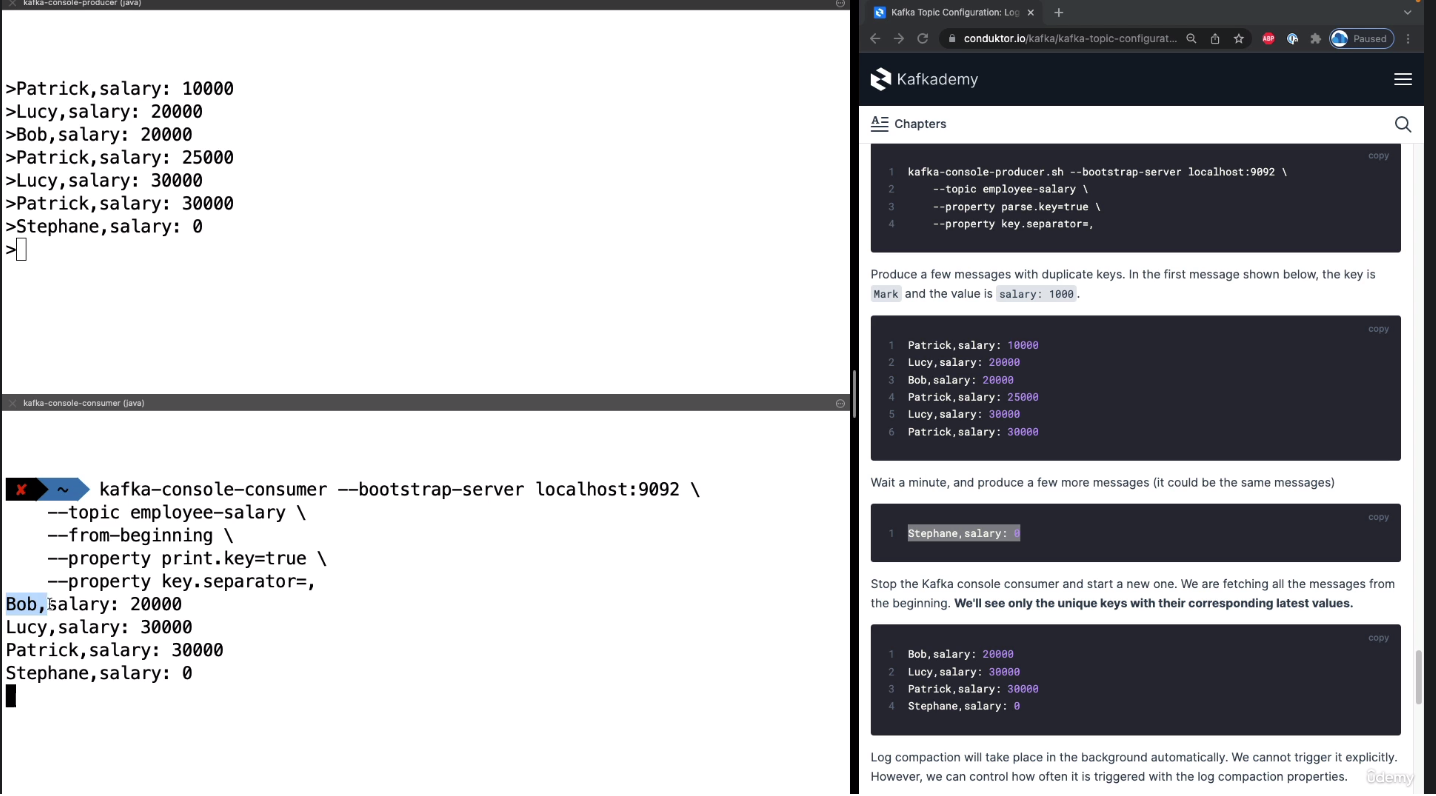 kafka-console-producer (java)
>Patrick,salary: 10000
>Lucy,salary: 20000
>Bob,salary: 20000
>Patrick,salary: 25000
>Lucy,salary: 30000
>Patrick,salary: 30000
>Stephane,salary: 0
>
kafka-console-consumer (java)
~ kafka-console-consumer --bootstrap-server localhost:9092 \
--topic employee-salary \
--from-beginning \
--property print.key=true \
--property key.separator=,
Bob,salary: 20000
Lucy,salary: 30000
Patrick,salary: 30000
Stephane,salary: 0
Kafka Topic Configuration: Log
conduktor.io/kafka/kafka-topic-configurat...
ABP
Paused
Kafkademy
Chapters
copy
1 kafka-console-producer.sh --bootstrap-server localhost:9092 \
2 --topic employee-salary \
3 --property parse.key=true \
4 --property key.separator=,
Produce a few messages with duplicate keys. In the first message shown below, the key is
Mark and the value is salary: 1000 .
copy
1 Patrick,salary: 10000
2 Lucy,salary: 20000
3 Bob,salary: 20000
4 Patrick,salary: 25000
5 Lucy,salary: 30000
6 Patrick,salary: 30000
Wait a minute, and produce a few more messages (it could be the same messages)
copy
1 Stephane,salary: 0
Stop the Kafka console consumer and start a new one. We are fetching all the messages from
the beginning. We'll see only the unique keys with their corresponding latest values.
copy
1 Bob,salary: 20000
2 Lucy,salary: 30000
3 Patrick,salary: 30000
4 Stephane,salary: 0
Log compaction will take place in the background automatically. We cannot trigger it explicitly.
However, we can control how often it is triggered with the log compaction properties.
ûdemy